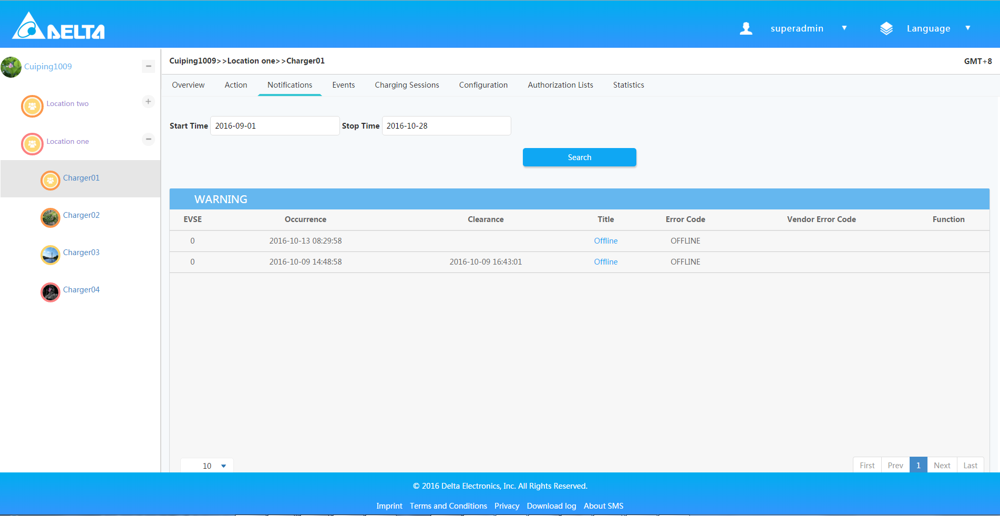 DELTA
superadmin
Language
Cuiping1009
Location two
Location one
Charger01
Charger02
Charger03
Charger04
Cuiping1009>>Location one>>Charger01
GMT+8
Overview Action Notifications Events Charging Sessions Configuration Authorization Lists Statistics
Start Time 2016-09-01 Stop Time 2016-10-28
Search
WARNING
EVSE Occurrence Clearance Title Error Code Vendor Error Code Function
0 2016-10-13 08:29:58 Offline OFFLINE
0 2016-10-09 14:48:58 2016-10-09 16:43:01 Offline OFFLINE
10
First Prev 1 Next Last
© 2016 Delta Electronics, Inc. All Rights Reserved.
Imprint Terms and Conditions Privacy Download log About SMS